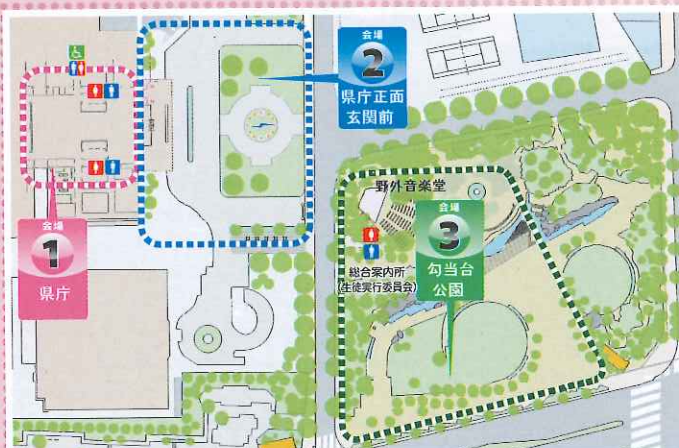 会場
1
県庁
会場
2
県庁正面
玄関前
野外音楽堂
会場
3
勾当台
公園
総合案内所
(生徒実行委員会)